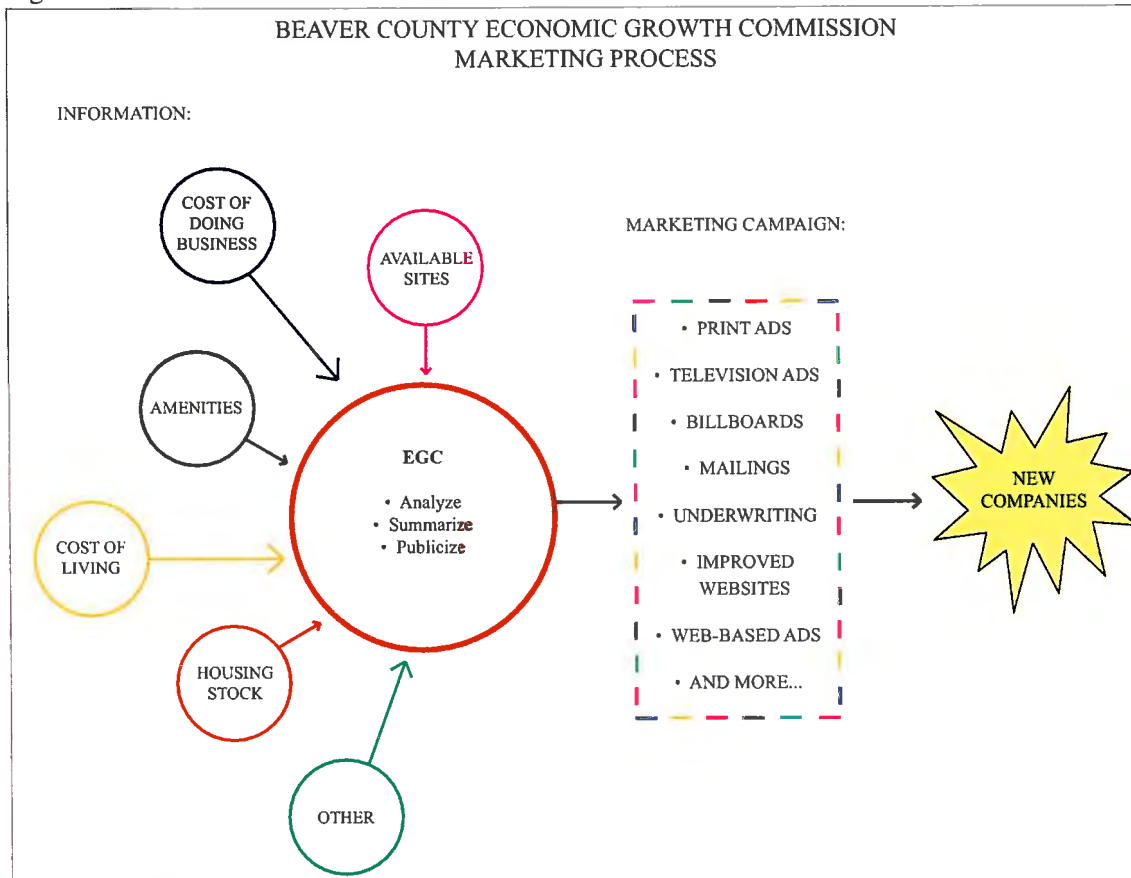 BEAVER COUNTY ECONOMIC GROWTH COMMISSION
MARKETING PROCESS
INFORMATION:
COST OF
DOING
BUSINESS
AVAILABLE
SITES
AMENITIES
COST OF
LIVING
HOUSING
STOCK
OTHER
EGC
• Analyze
• Summarize
• Publicize
MARKETING CAMPAIGN:
• PRINT ADS
• TELEVISION ADS
• BILLBOARDS
• MAILINGS
• UNDERWRITING
• IMPROVED
WEBSITES
• WEB-BASED ADS
• AND MORE...
NEW
COMPANIES